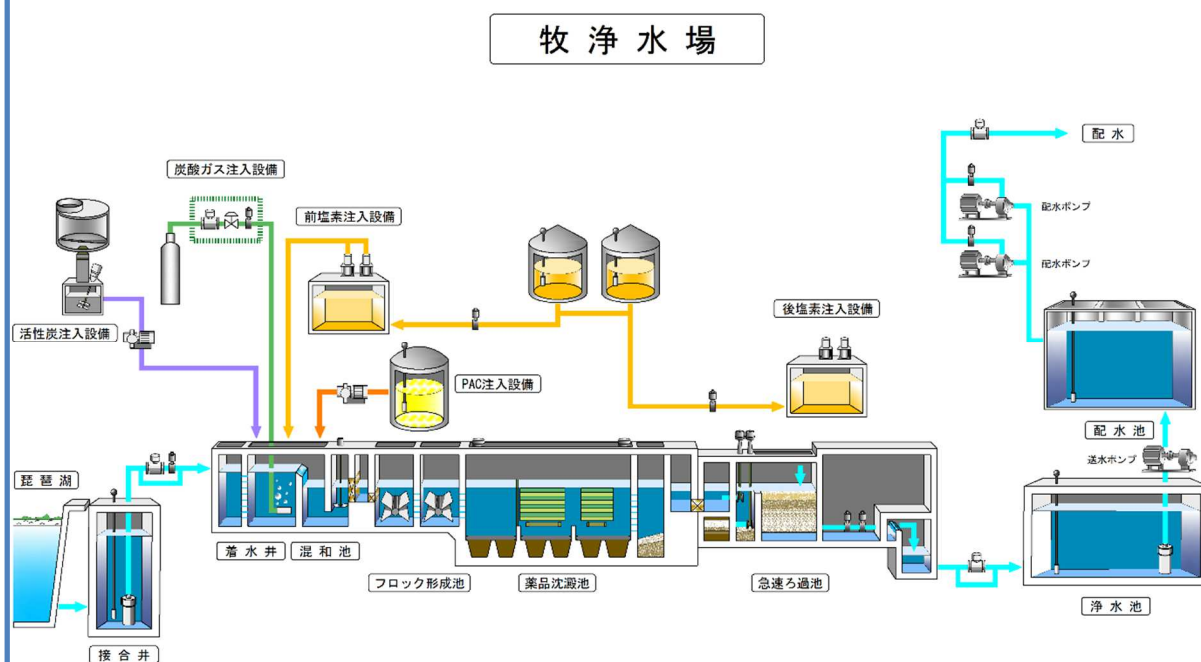 牧浄水場
配水
炭酸ガス注入設備
前塩素注入設備
配水ポンプ
配水ポンプ
活性炭注入設備
後塩素注入設備
PAC注入設備
配水池
送水ポンプ
琵琶湖
着水井
混和池
フロック形成池
薬品沈澱池
急速ろ過池
浄水池
接合井